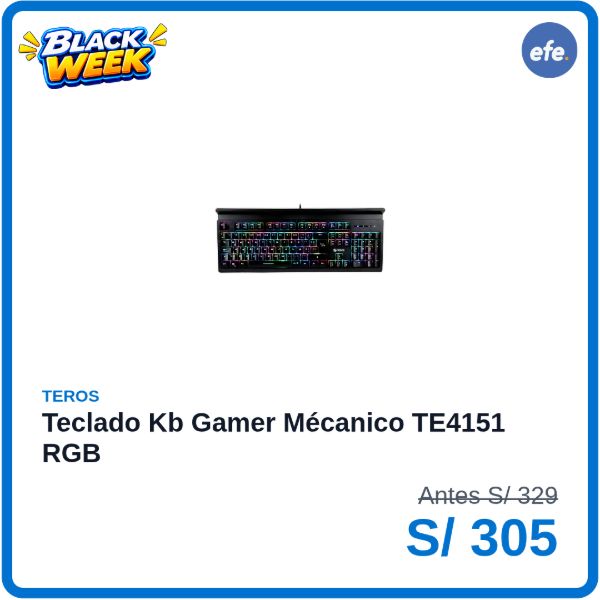 BLACK
WEEK
efe.
TEROS
Teclado Kb Gamer Mécanico TE4151
RGB
Antes S/ 329
S/ 305